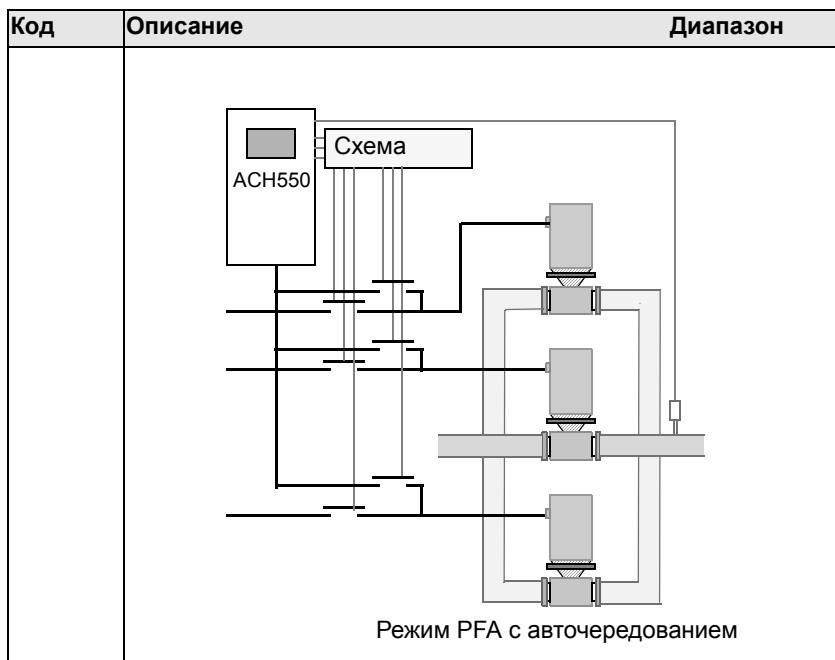 Код Описание Диапазон
Схема
ACH550
Режим PFA с авточередованием